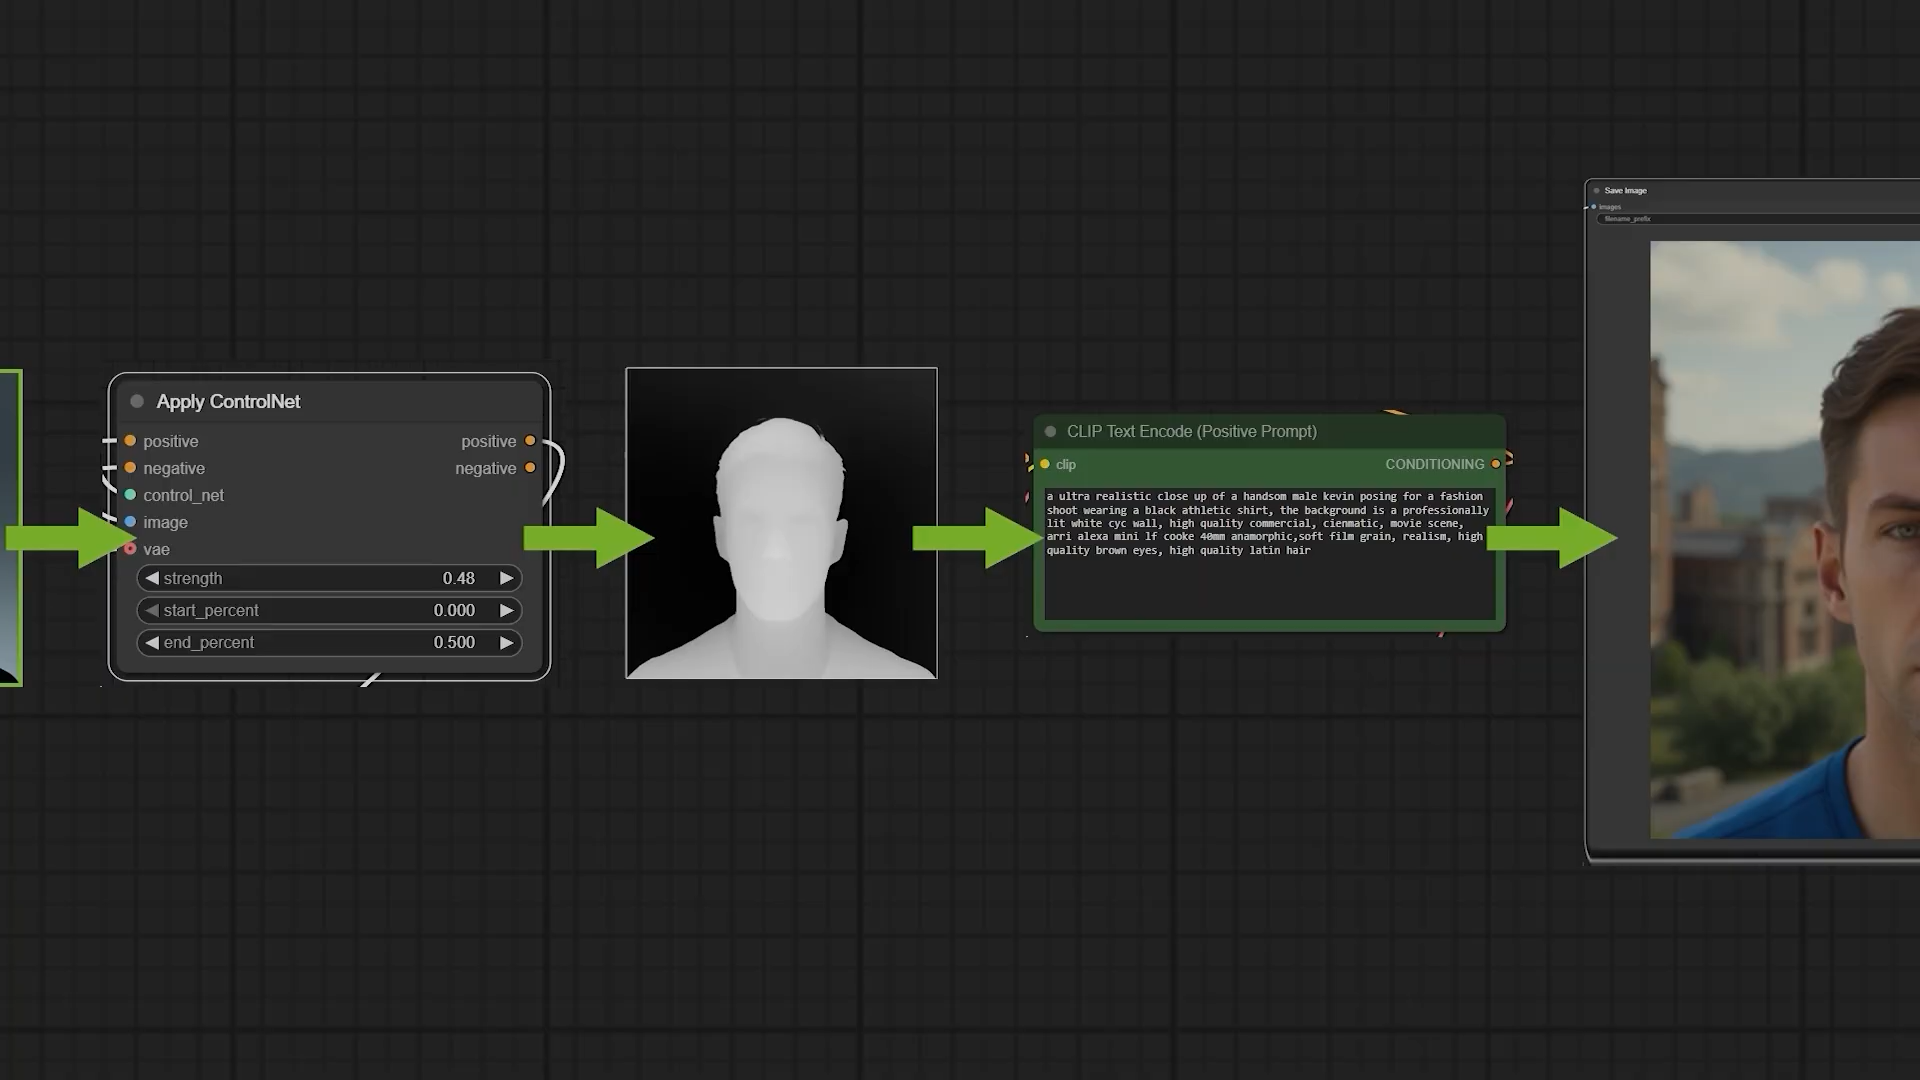 Save Image
images
filename_prefix
Apply ControlNet
positive
positive
negative
negative
control_net
image
vae
strength
0.48
start_percent
0.000
end_percent
0.500
CLIP Text Encode (Positive Prompt)
clip
CONDITIONING
a ultra realistic close up of a handsom male kevin posing for a fashion
shoot wearing a black athletic shirt, the background is a professionally
lit white cyc wall, high quality commercial, cienmatic, movie scene,
arri alexa mini lf cooke 40mm anamorphic,soft film grain, realism, high
quality brown eyes, high quality latin hair